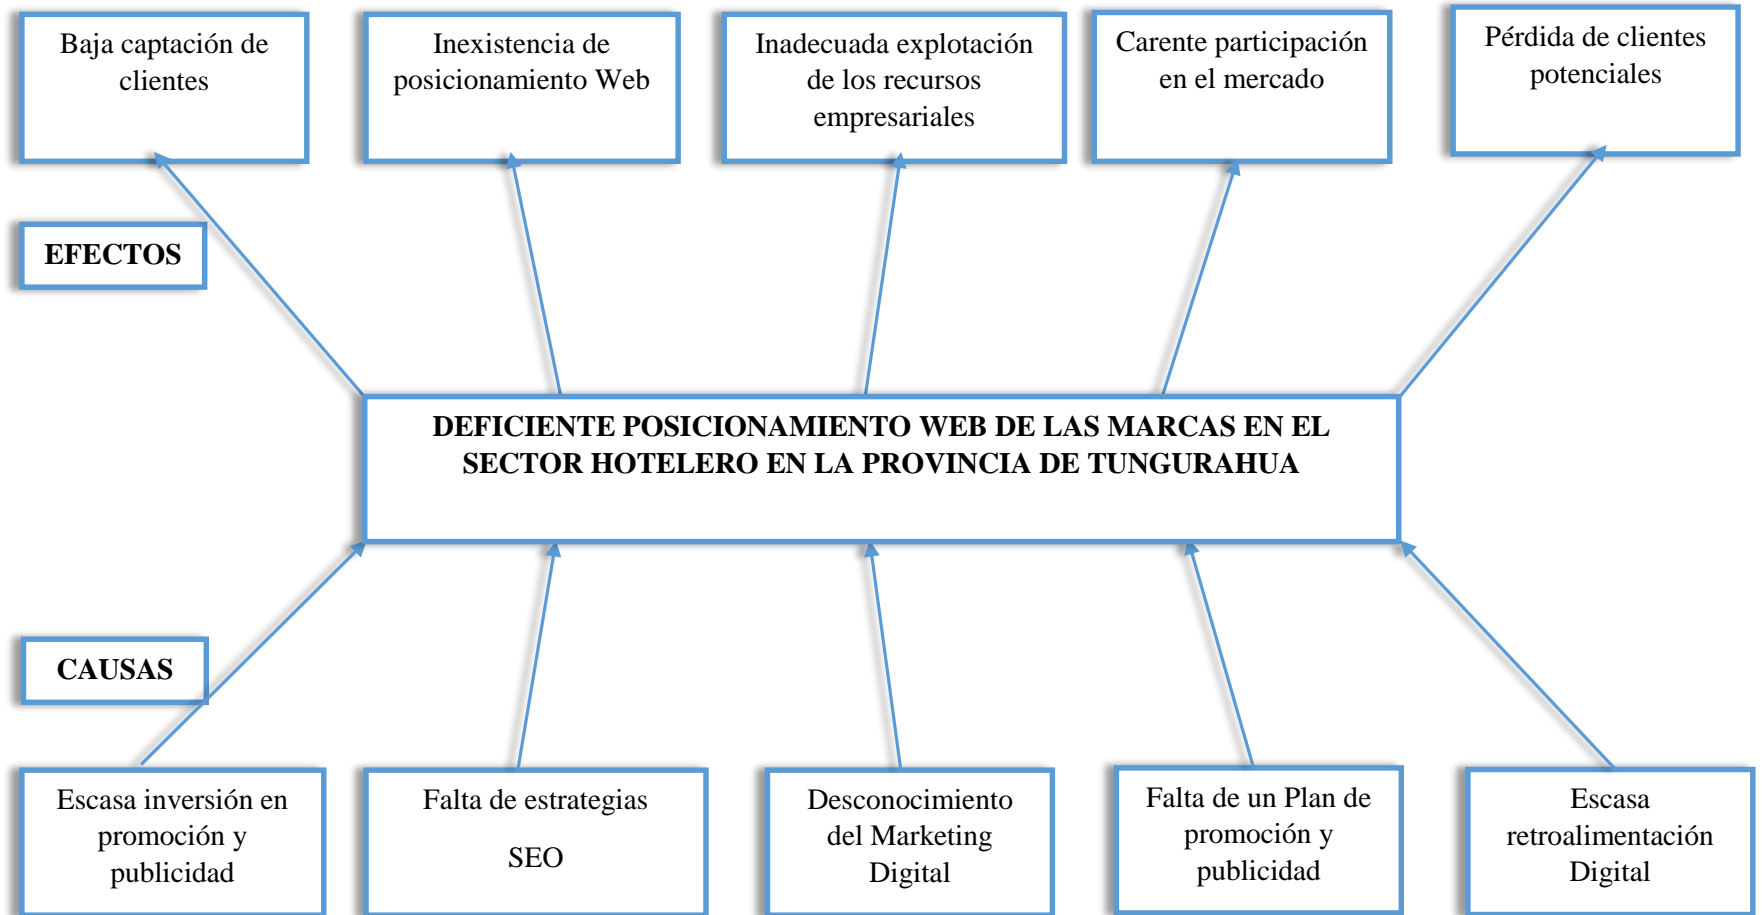 Baja captación de
clientes
Inexistencia de
posicionamiento Web
Inadecuada explotación
de los recursos
empresariales
Carente participación
en el mercado
Pérdida de clientes
potenciales
EFECTOS
DEFICIENTE POSICIONAMIENTO WEB DE LAS MARCAS EN EL
SECTOR HOTELERO EN LA PROVINCIA DE TUNGURAHUA
CAUSAS
Escasa inversión en
promoción y
publicidad
Falta de estrategias
SEO
Desconocimiento
del Marketing
Digital
Falta de un Plan de
promoción y
publicidad
Escasa
retroalimentación
Digital